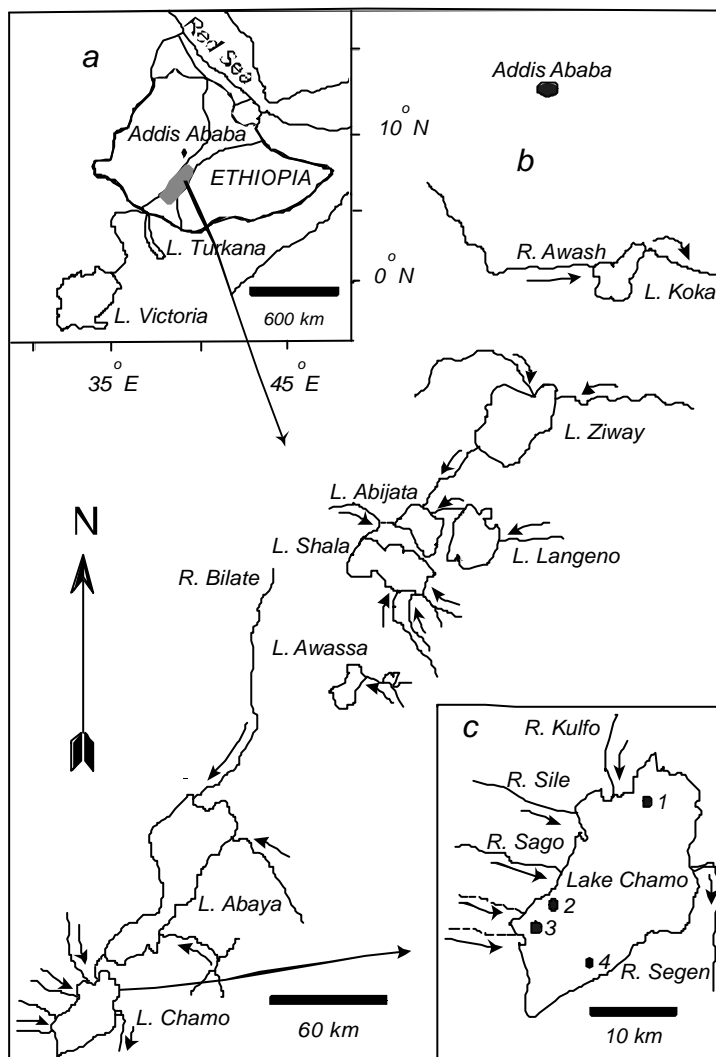 a
Red Sea
Addis Ababa
ETHIOPIA
L. Turkana
L. Victoria
600 km
10° N
0° N
35° E
45° E
b
Addis Ababa
R. Awash
L. Koka
L. Ziway
L. Abijata
L. Shala
L. Langeno
R. Bilate
L. Awassa
N
L. Abaya
L. Chamo
60 km
c
R. Kulfo
R. Sile
1
R. Sago
Lake Chamo
2
3
4
R. Segen
10 km